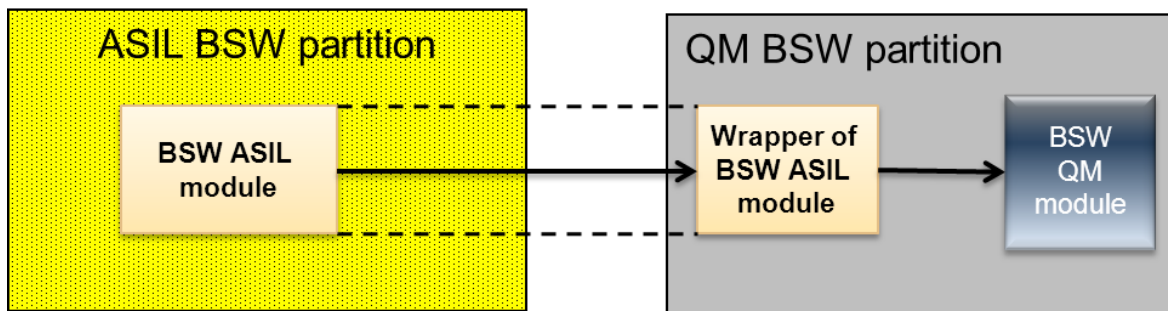 ASIL BSW partition
BSW ASIL
module
QM BSW partition
Wrapper of
BSW ASIL
module
BSW
QM
module